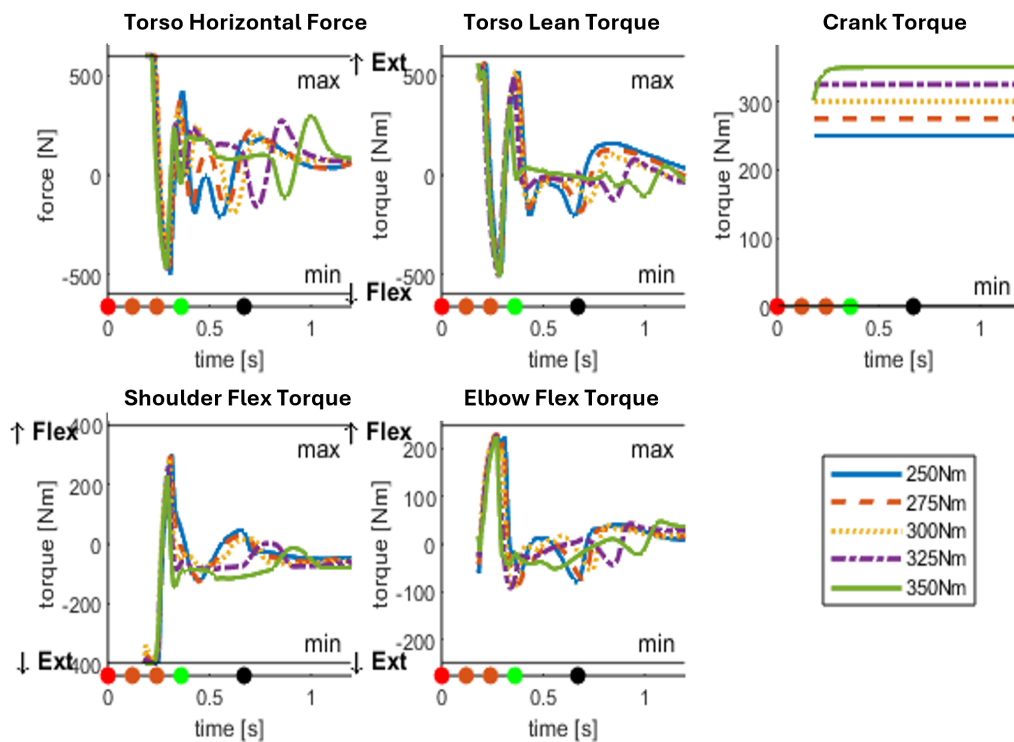 Torso Horizontal Force
Torso Lean Torque
Crank Torque
500
0
-500
force [N]
max
min
0
0.5
1
time [s]
↑ Ext
500
0
-500
torque [Nm]
max
min
↓ Flex
0
0.5
1
time [s]
300
200
100
0
torque [Nm]
min
0
0.5
1
time [s]
Shoulder Flex Torque
Elbow Flex Torque
↑ Flex
400
200
0
-200
400
torque [Nm]
max
min
↓ Ext
0
0.5
1
time [s]
↑ Flex
200
100
0
-100
-200
torque [Nm]
max
min
↓ Ext
0
0.5
1
time [s]
250Nm
275Nm
300Nm
325Nm
350Nm